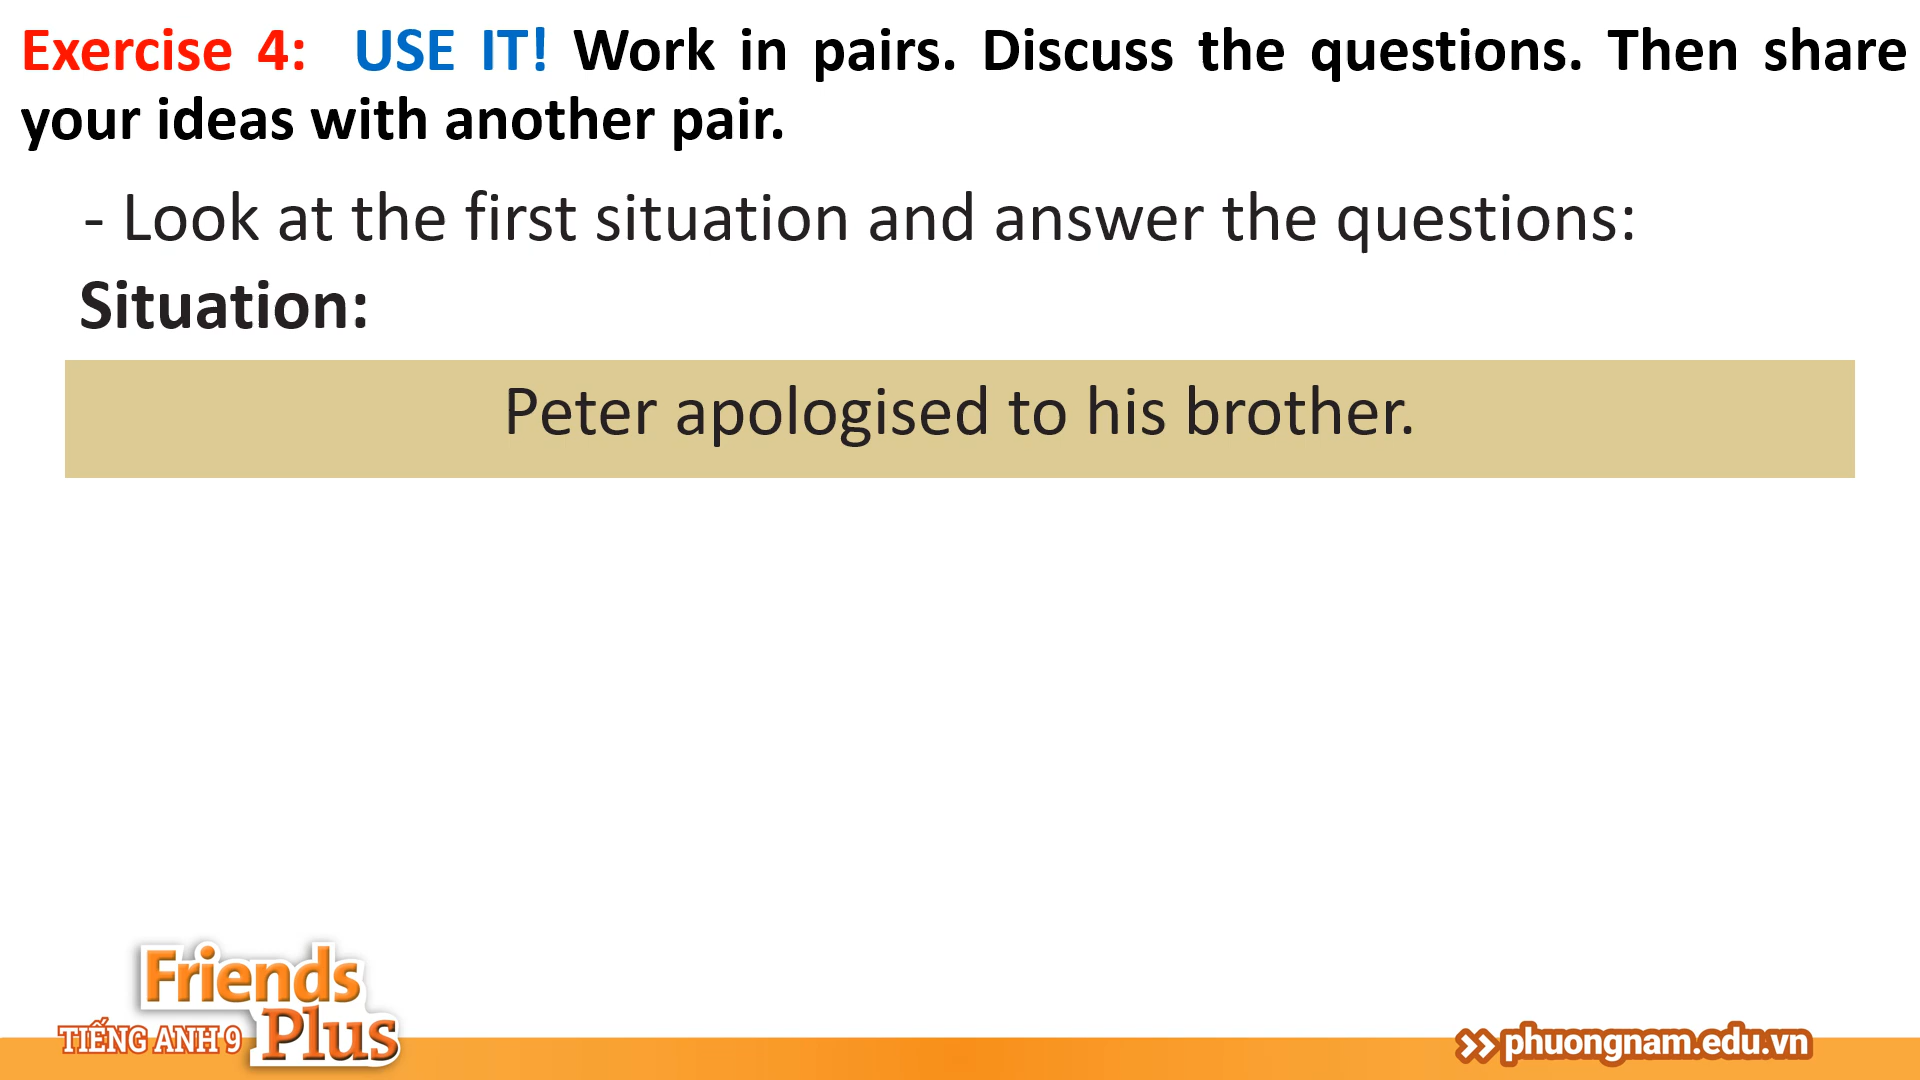 Exercise 4: USE IT! Work in pairs. Discuss the questions. Then share
your ideas with another pair.
- Look at the first situation and answer the questions:
Situation:
Peter apologised to his brother.
Friends
Plus
TIẾNG ANH 9
phuongnam.edu.vn